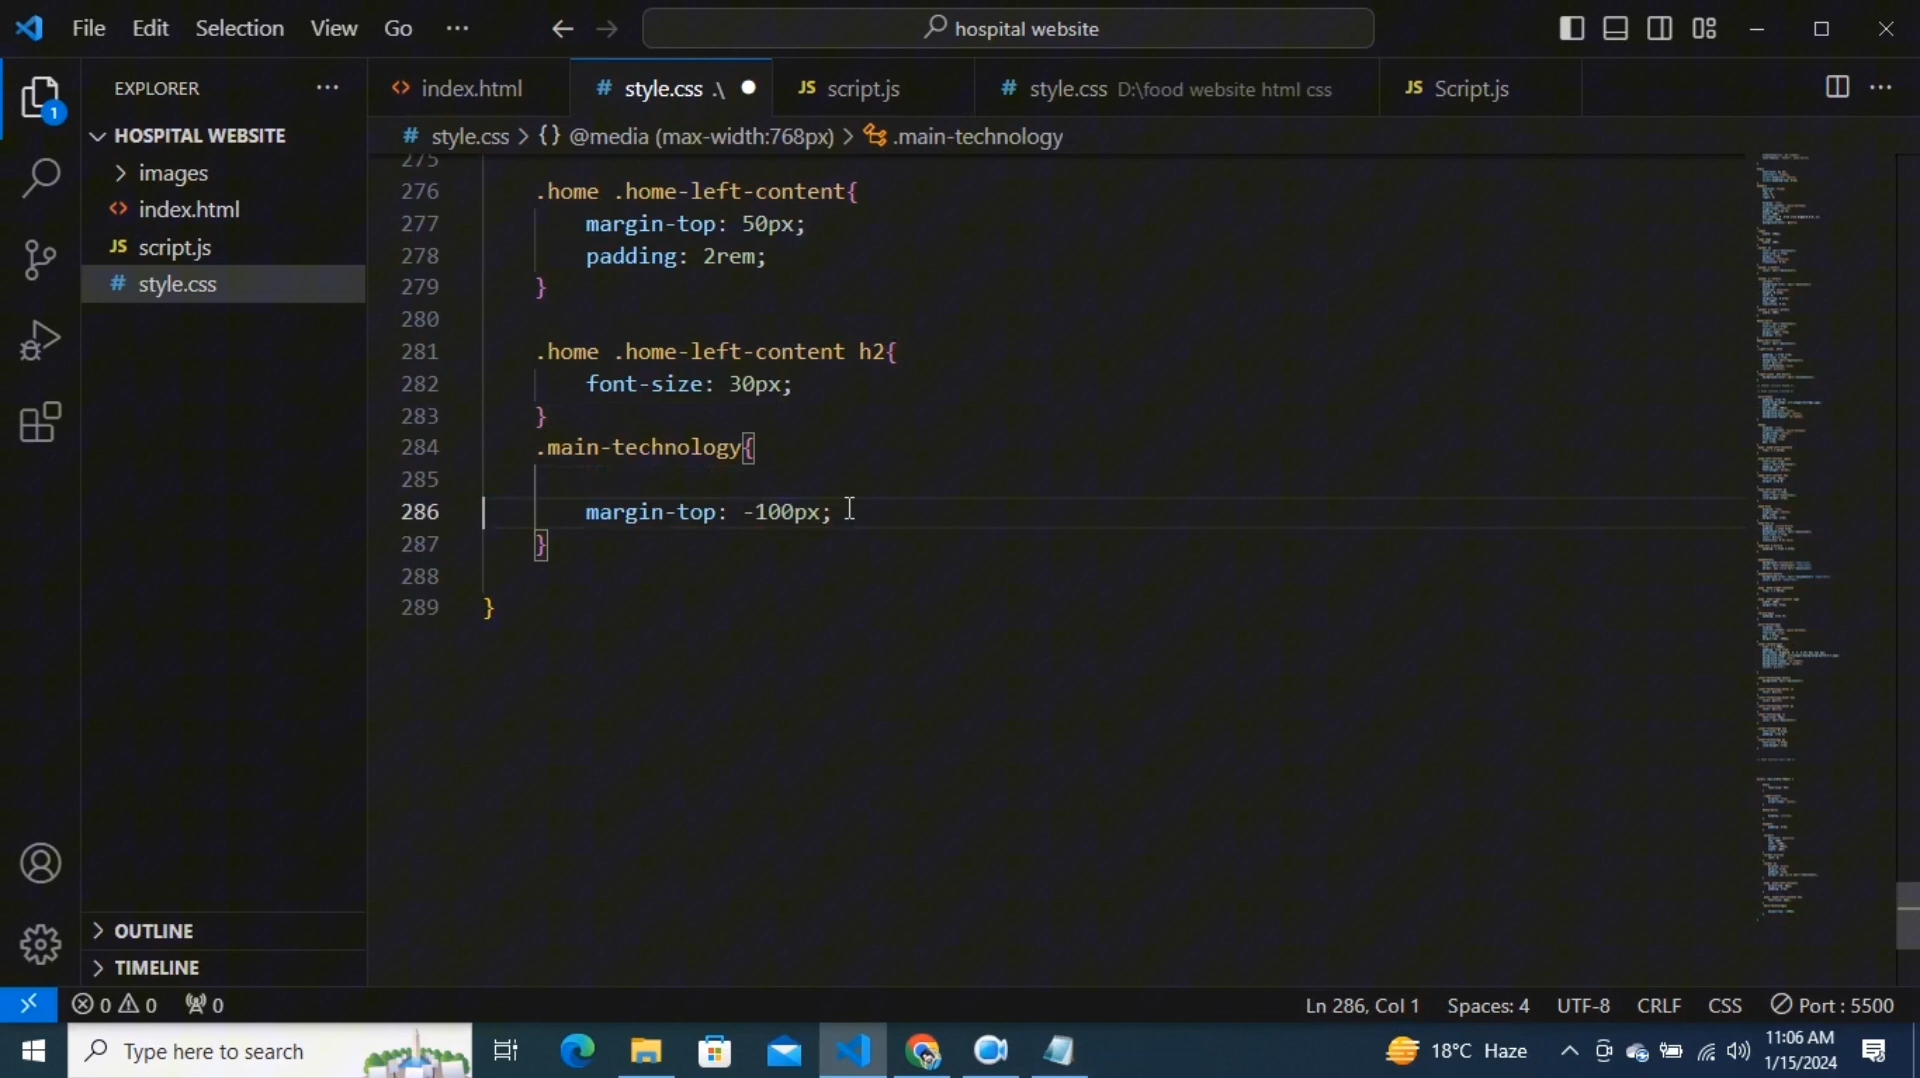 File Edit Selection View Go ···
hospital website
EXPLORER ···
index.html
style.css .\
JS script.js
# style.css D:\food website html css
JS Script.js
# style.css > {} @media (max-width:768px) > .main-technology
1
HOSPITAL WEBSITE
images
index.html
JS script.js
# style.css
275
276 .home .home-left-content{
277 margin-top: 50px;
278 padding: 2rem;
279 }
280
281 .home .home-left-content h2{
282 font-size: 30px;
283 }
284 .main-technology{
285
286 margin-top: -100px;
287 }
288
289 }
OUTLINE
TIMELINE
0 0 0
Ln 286, Col 1 Spaces: 4 UTF-8 CRLF CSS Port : 5500
Type here to search
18°C Haze
11:06 AM
1/15/2024